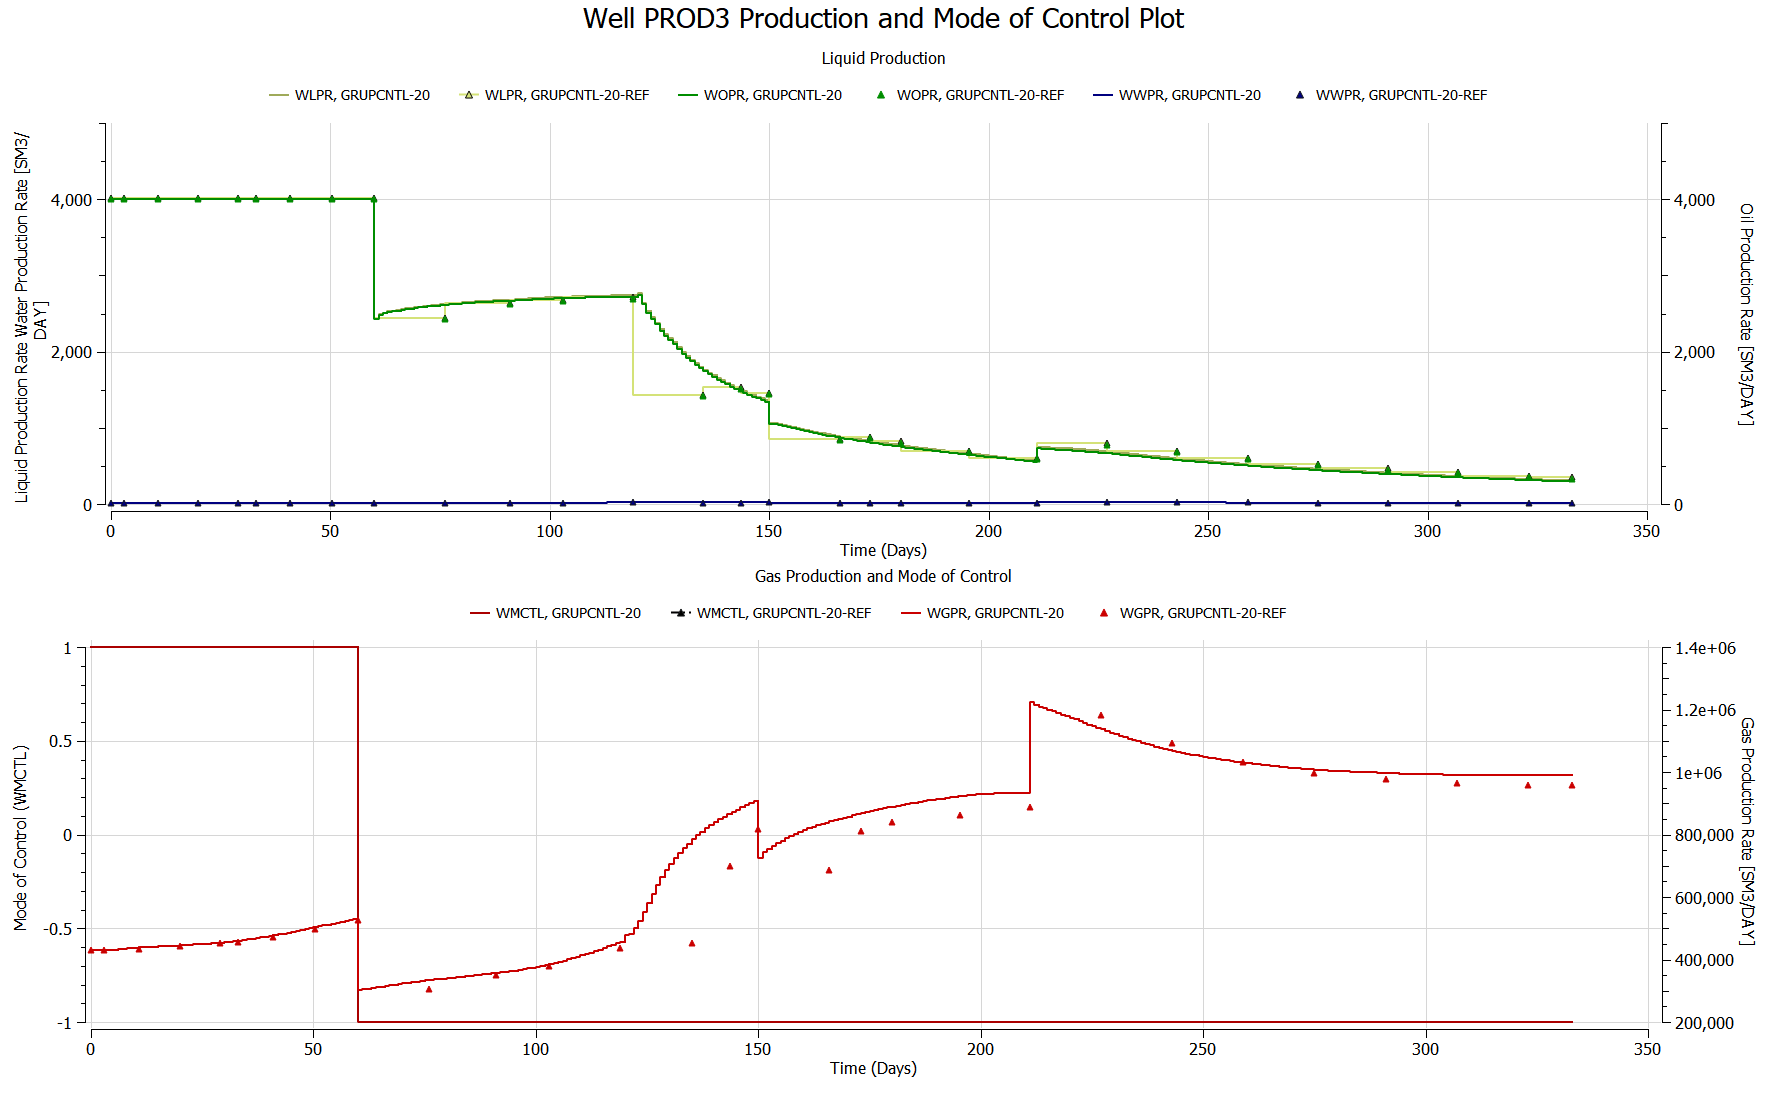 Well PROD3 Production and Mode of Control Plot
Liquid Production
WLPR, GRUPCNTL-20
WLPR, GRUPCNTL-20-REF
WOPR, GRUPCNTL-20
WOPR, GRUPCNTL-20-REF
WWPR, GRUPCNTL-20
WWPR, GRUPCNTL-20-REF
Liquid Production Rate Water Production Rate [SM3/
DAY]
4,000
2,000
0
4,000
2,000
0
Oil Production Rate [SM3/DAY]
0 50 100 150 200 250 300 350
Time (Days)
Gas Production and Mode of Control
WMCTL, GRUPCNTL-20
WMCTL, GRUPCNTL-20-REF
WGPR, GRUPCNTL-20
WGPR, GRUPCNTL-20-REF
Mode of Control (WMCTL)
1
0.5
0
-0.5
-1
1.4e+06
1.2e+06
1e+06
800,000
600,000
400,000
200,000
Gas Production Rate [SM3/DAY]
0 50 100 150 200 250 300 350
Time (Days)